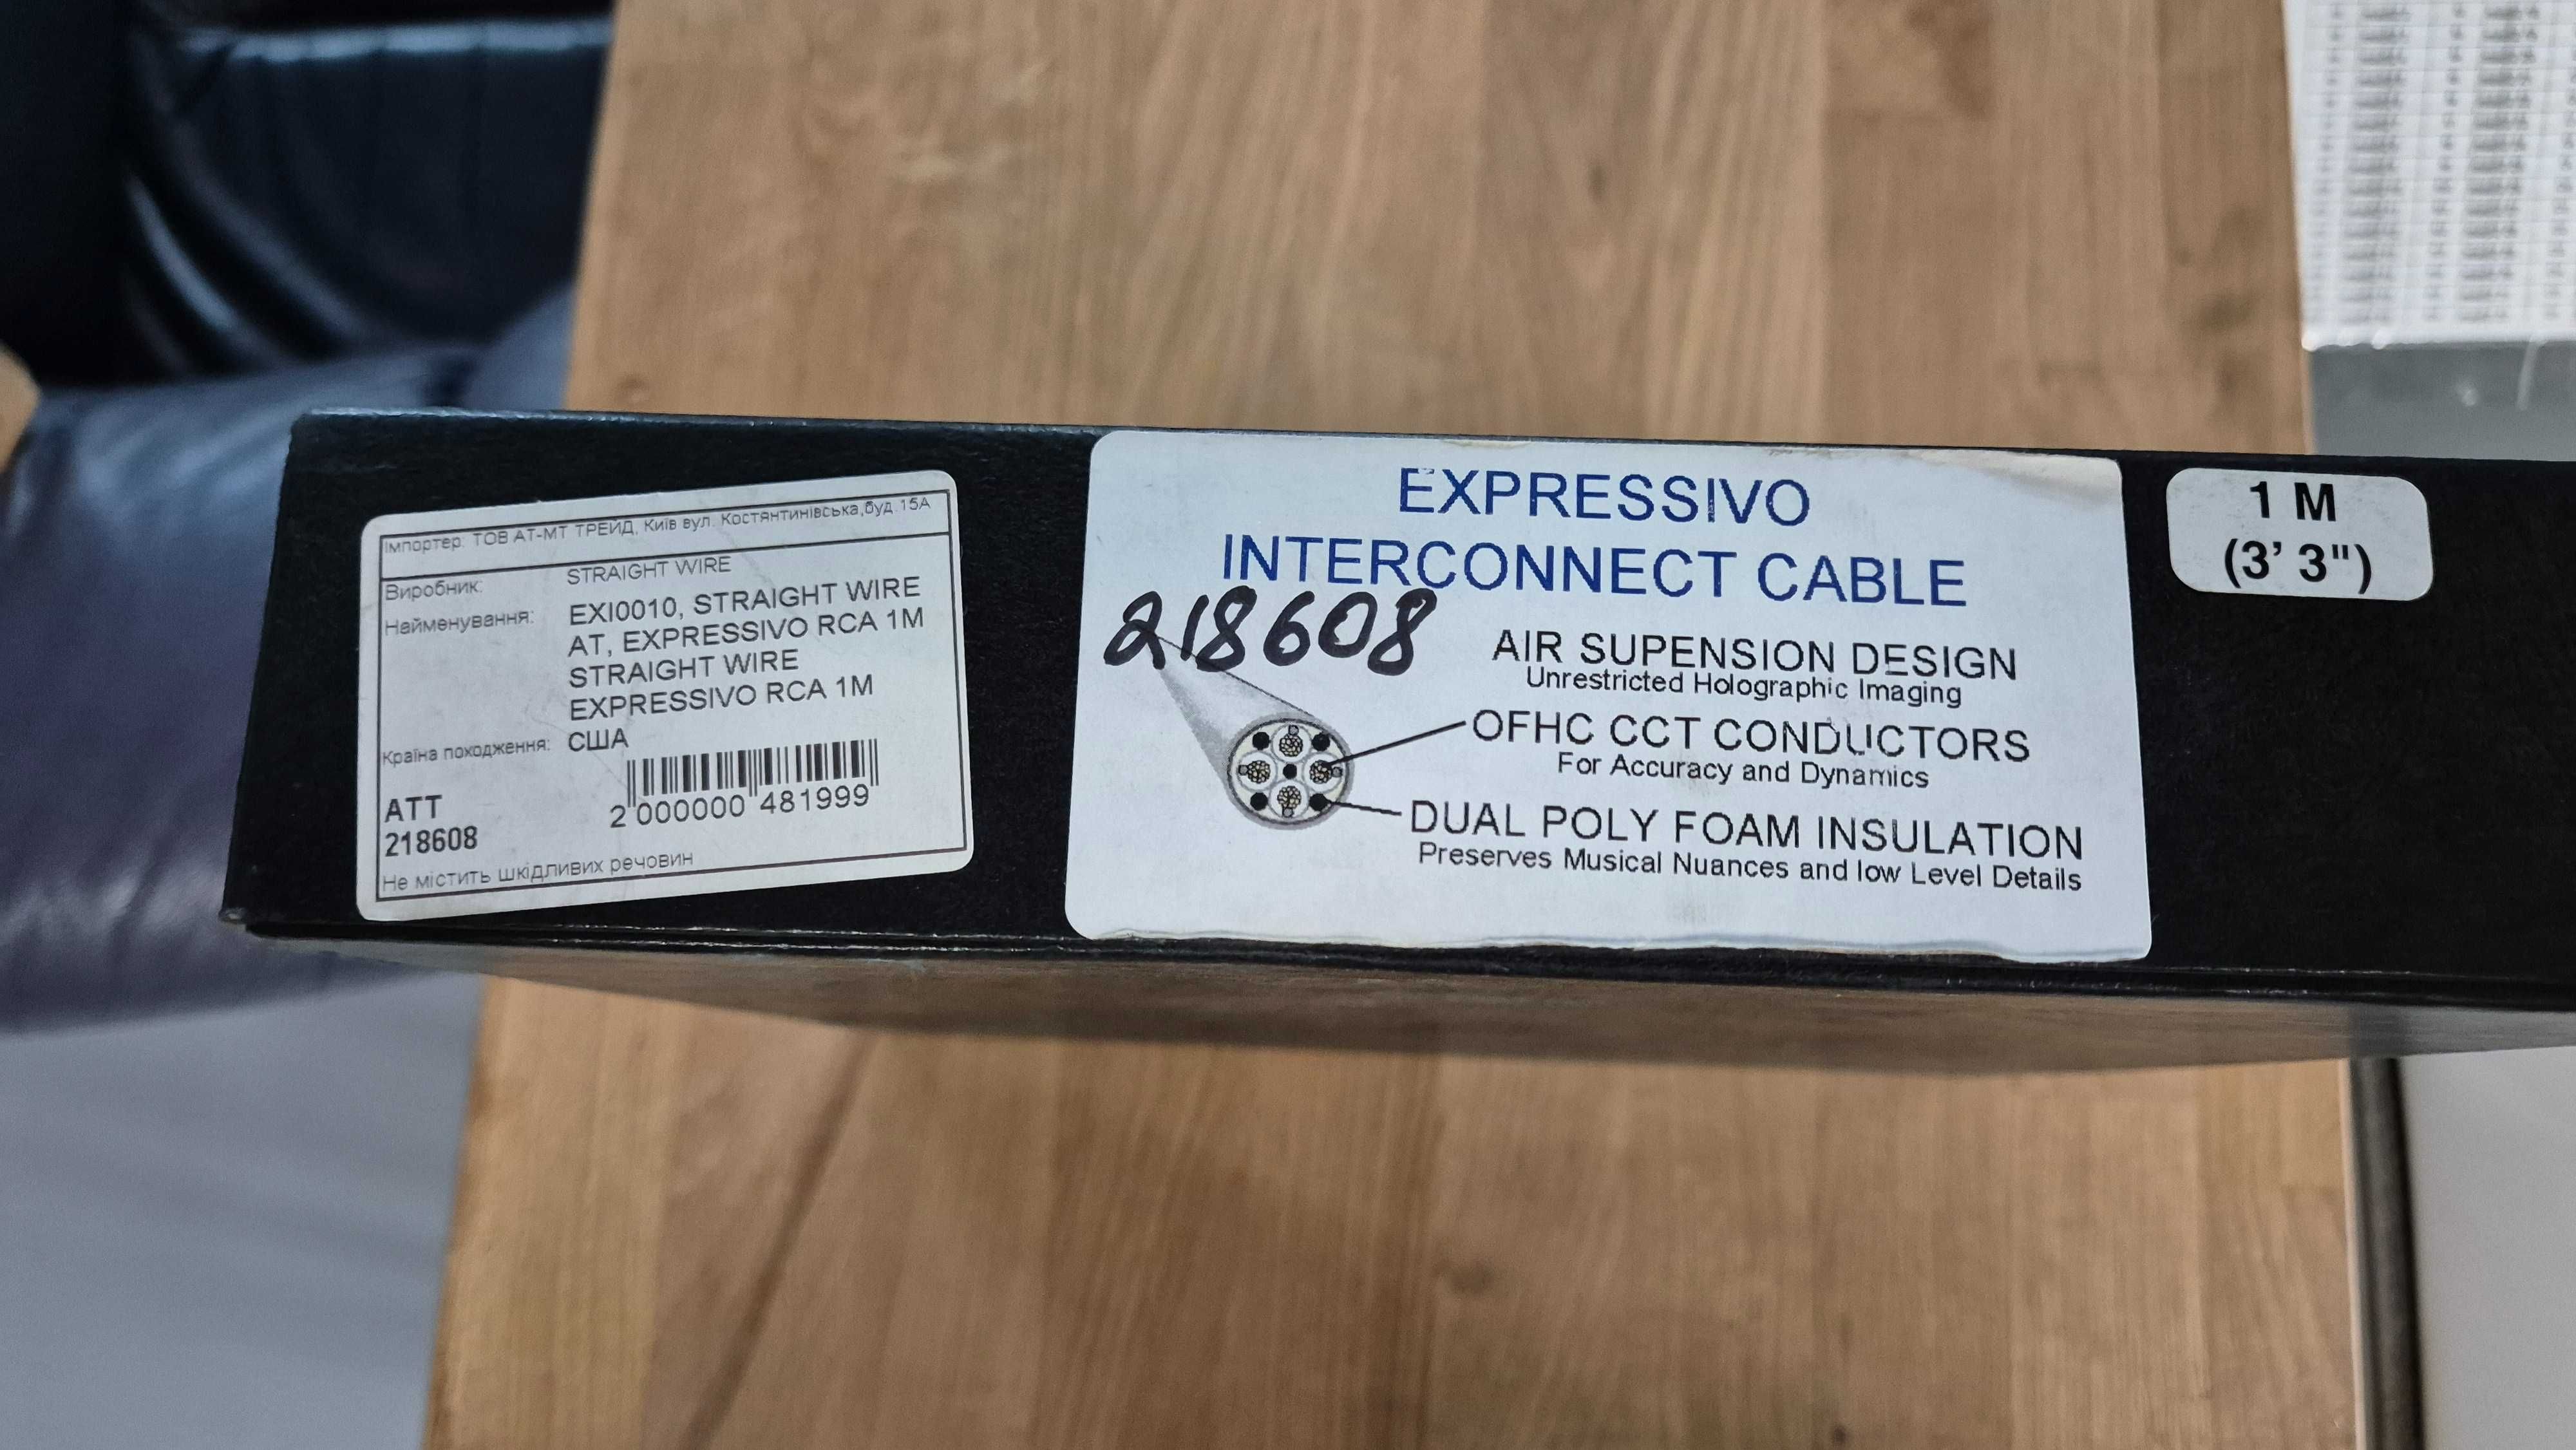 Імпортер: ТОВ АТ-МТ ТРЕЙД, Київ вул. Костянтинівська,буд.15А
Виробник: STRAIGHT WIRE
Найменування: EXI0010, STRAIGHT WIRE
AT, EXPRESSIVO RCA 1M
STRAIGHT WIRE
EXPRESSIVO RCA 1M
Країна походження: США
2 000000 481999
ATT
218608
Не містить шкідливих речовин
EXPRESSIVO
INTERCONNECT CABLE
218608
AIR SUPENSION DESIGN
Unrestricted Holographic Imaging
OFHC CCT CONDUCTORS
For Accuracy and Dynamics
DUAL POLY FOAM INSULATION
Preserves Musical Nuances and low Level Details
1 M
(3' 3")